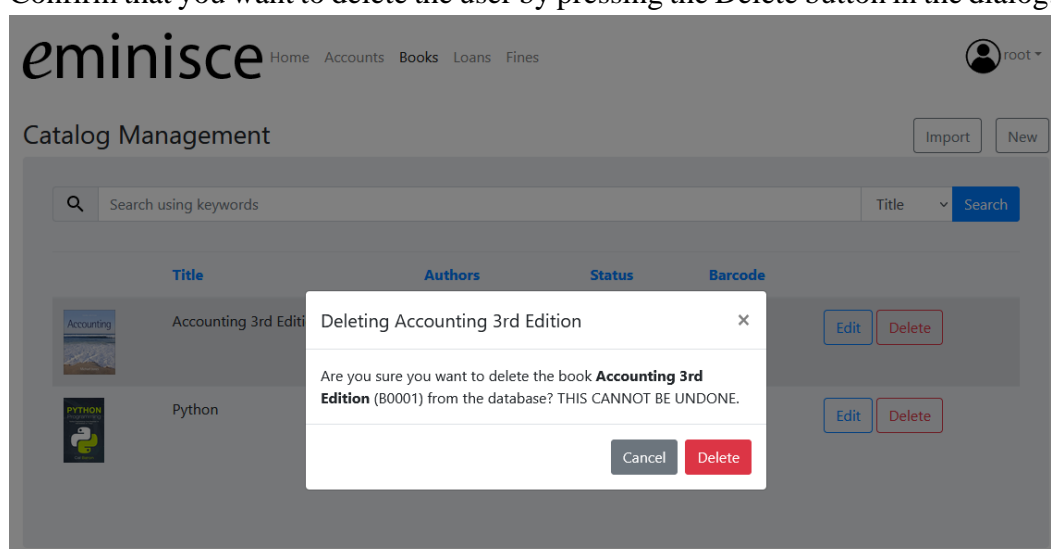 Confirm that you want to delete the user by pressing the Delete button in the dialog
eminisce Home Accounts Books Loans Fines root
Catalog Management Import New
Search using keywords Title Search
Title Authors Status Barcode
Accounting
Accounting 3rd Editi
Edit Delete
Deleting Accounting 3rd Edition ×
Are you sure you want to delete the book Accounting 3rd
Edition (B0001) from the database? THIS CANNOT BE UNDONE.
PYTHON
Python
Edit Delete
Cancel Delete